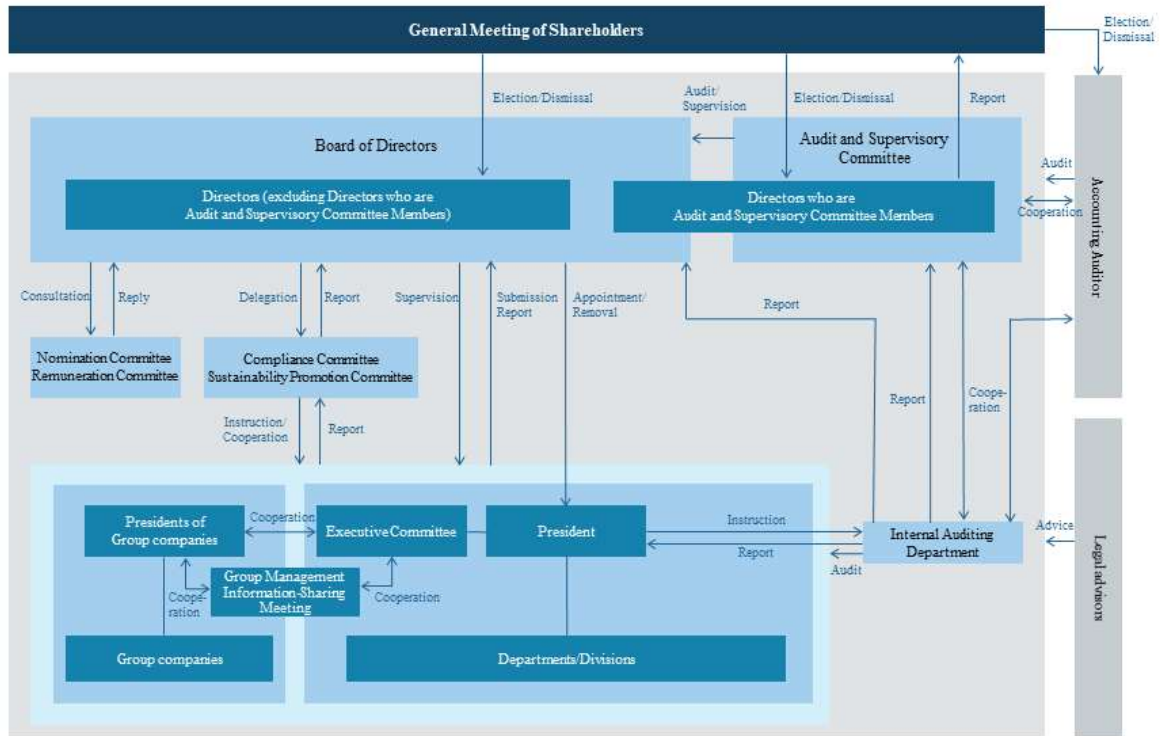 General Meeting of Shareholders
Election/
Dismissal
Election/Dismissal
Audit/
Supervision
Election/Dismissal
Report
Board of Directors
Audit and Supervisory
Committee
Directors (excluding Directors who are
Audit and Supervisory Committee Members)
Directors who are
Audit and Supervisory Committee Members
Audit
Cooperation
Accounting Auditor
Consultation
Reply
Delegation
Report
Supervision
Submission
Report
Appointment/
Removal
Report
Nomination Committee
Remuneration Committee
Compliance Committee
Sustainability Promotion Committee
Report
Coope-
ration
Instruction/
Cooperation
Report
Presidents of
Group companies
Cooperation
Executive Committee
President
Instruction
Report
Internal Auditing
Department
Audit
Advice
Legal advisors
Coope-
ration
Group Management
Information-Sharing
Meeting
Cooperation
Group companies
Departments/Divisions